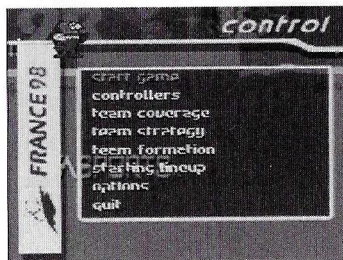 control
FRANCE 98
start game
controllers
team coverage
team strategy
team formation
starting lineup
options
quit